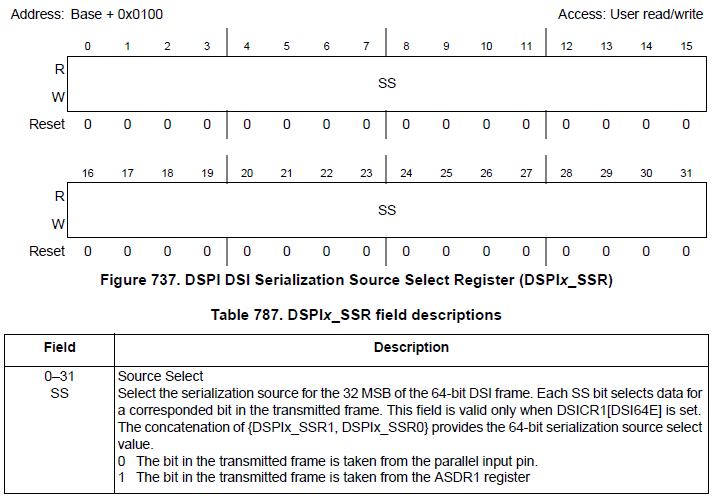 Address: Base + 0x0100 Access: User read/write
0 1 2 3 4 5 6 7 8 9 10 11 12 13 14 15
R
SS
W
Reset 0 0 0 0 0 0 0 0 0 0 0 0 0 0 0 0
16 17 18 19 20 21 22 23 24 25 26 27 28 29 30 31
R
SS
W
Reset 0 0 0 0 0 0 0 0 0 0 0 0 0 0 0 0
Figure 737. DSPI DSI Serialization Source Select Register (DSPIx_SSR)
Table 787. DSPIx_SSR field descriptions
Field Description
0–31 Source Select
SS Select the serialization source for the 32 MSB of the 64-bit DSI frame. Each SS bit selects data for
a corresponded bit in the transmitted frame. This field is valid only when DSICR1[DSI64E] is set.
The concatenation of {DSPIx_SSR1, DSPIx_SSR0} provides the 64-bit serialization source select
value.
0 The bit in the transmitted frame is taken from the parallel input pin.
1 The bit in the transmitted frame is taken from the ASDR1 register